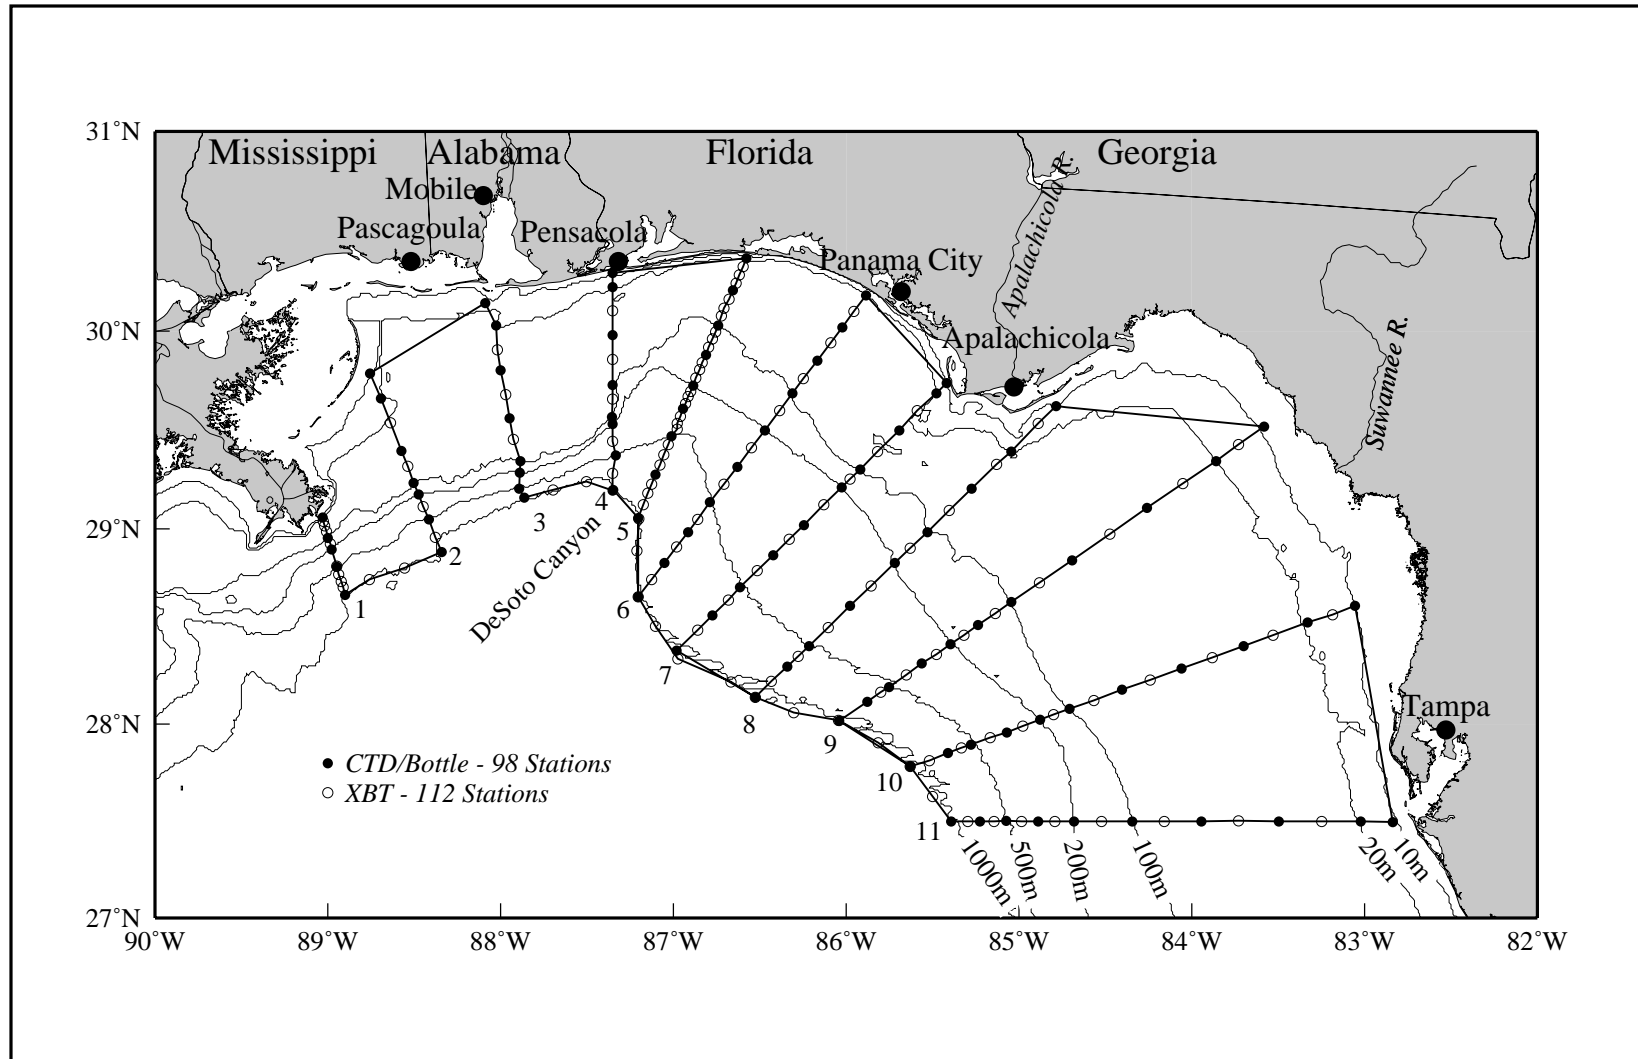 31°N
Mississippi
Alabama
Florida
Georgia
Mobile
Pascagoula
Pensacola
Panama City
Apalachicola R.
Apalachicola
Suwannee R.
30°N
29°N
28°N
27°N
1
2
3
4
5
6
7
8
9
10
11
DeSoto Canyon
Tampa
CTD/Bottle - 98 Stations
XBT - 112 Stations
1000m
500m
200m
100m
20m
10m
90°W
89°W
88°W
87°W
86°W
85°W
84°W
83°W
82°W